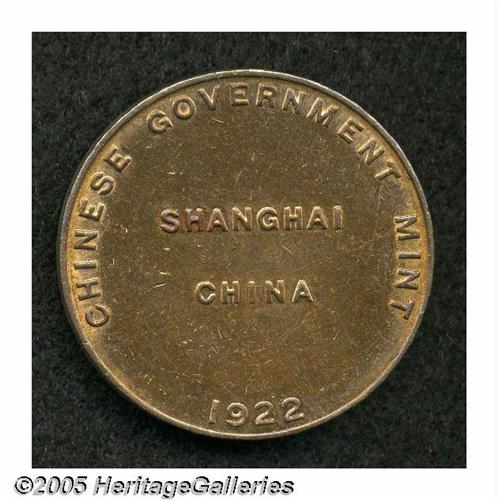 CHINESE GOVERNMENT MINT
SHANGHAI
CHINA
1922
©2005 HeritageGalleries